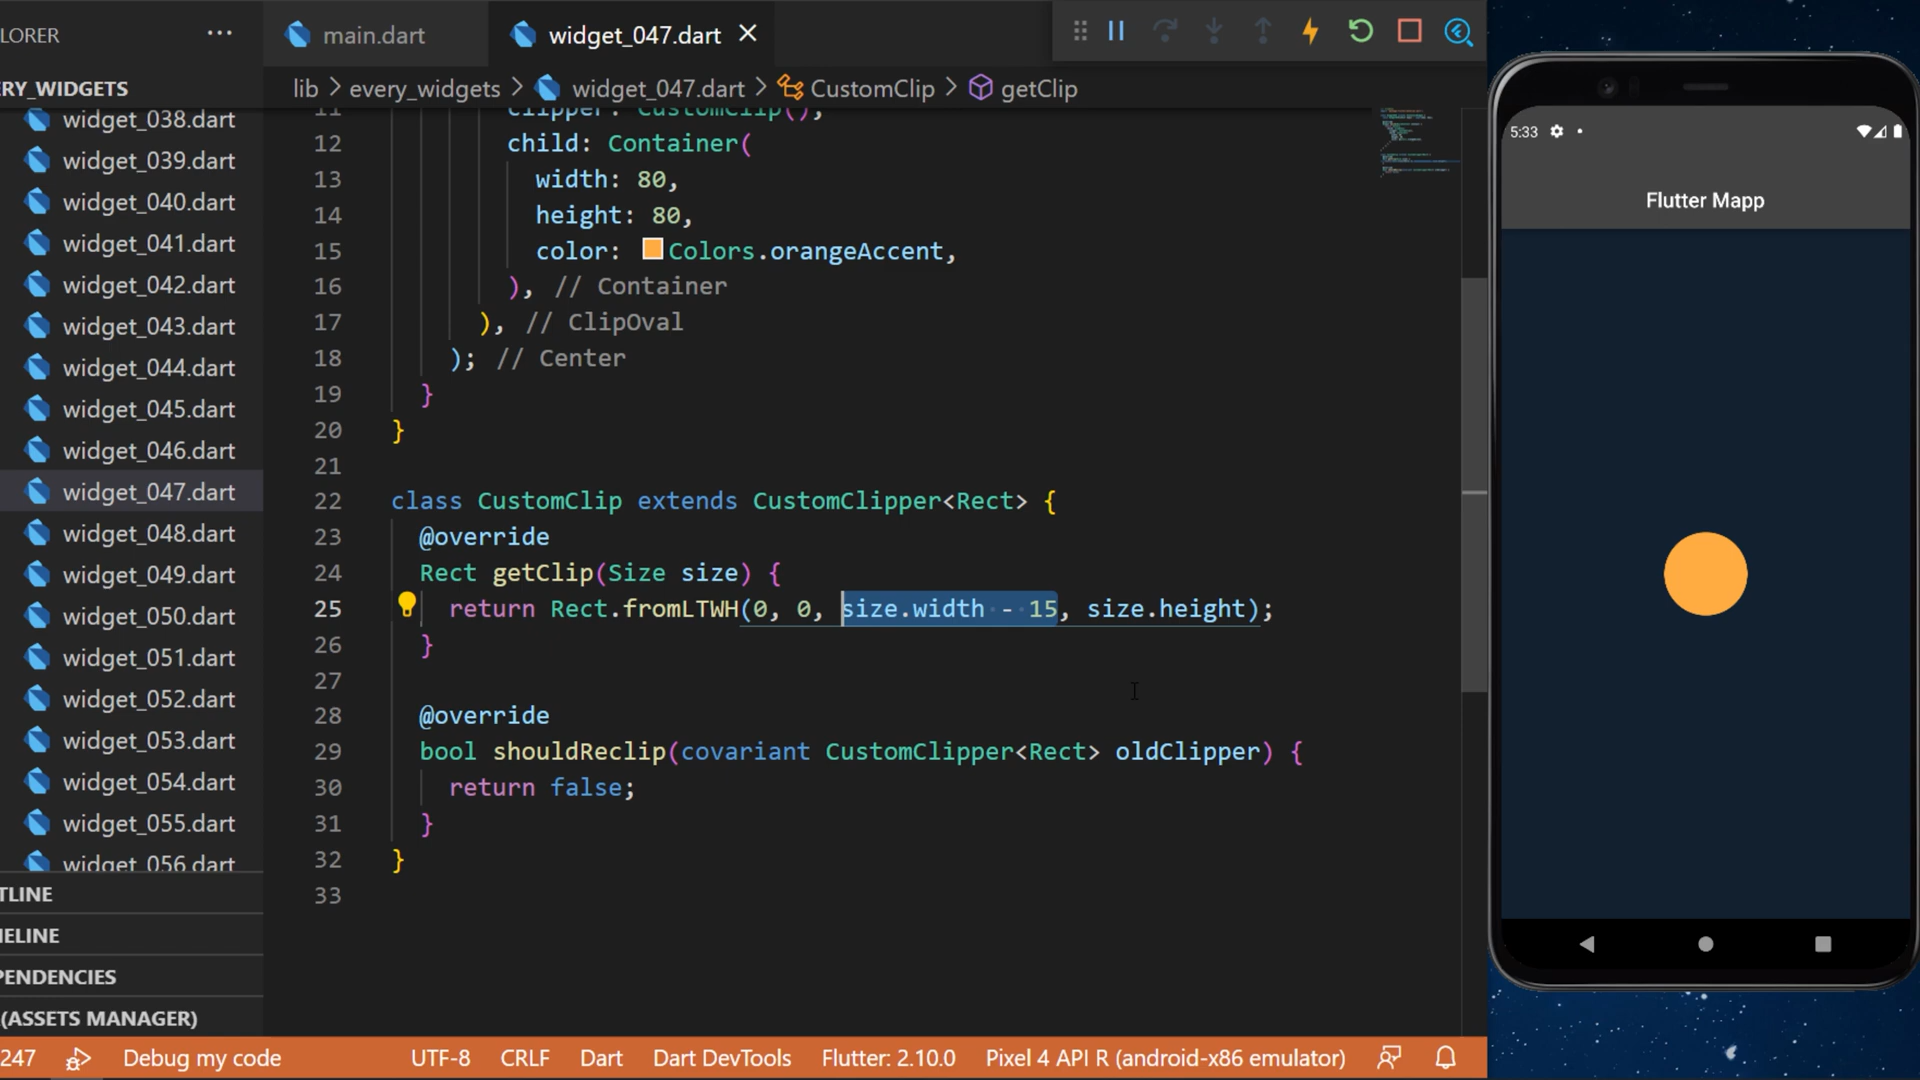 LORER
ERY_WIDGETS
widget_038.dart
widget_039.dart
widget_040.dart
widget_041.dart
widget_042.dart
widget_043.dart
widget_044.dart
widget_045.dart
widget_046.dart
widget_047.dart
widget_048.dart
widget_049.dart
widget_050.dart
widget_051.dart
widget_052.dart
widget_053.dart
widget_054.dart
widget_055.dart
widget_056.dart
TLINE
MELINE
PENDENCIES
(ASSETS MANAGER)
main.dart
widget_047.dart
lib > every_widgets > widget_047.dart > CustomClip > getClip
11 clipper: CustomClip(),
12 child: Container(
13 width: 80,
14 height: 80,
15 color: Colors.orangeAccent,
16 ), // Container
17 ), // ClipOval
18 ); // Center
19 }
20 }
21
22 class CustomClip extends CustomClipper<Rect> {
23 @override
24 Rect getClip(Size size) {
25 return Rect.fromLTWH(0, 0, size.width - 15, size.height);
26 }
27
28 @override
29 bool shouldReclip(covariant CustomClipper<Rect> oldClipper) {
30 return false;
31 }
32 }
33
5:33
Flutter Mapp
247 Debug my code UTF-8 CRLF Dart Dart DevTools Flutter: 2.10.0 Pixel 4 API R (android-x86 emulator)